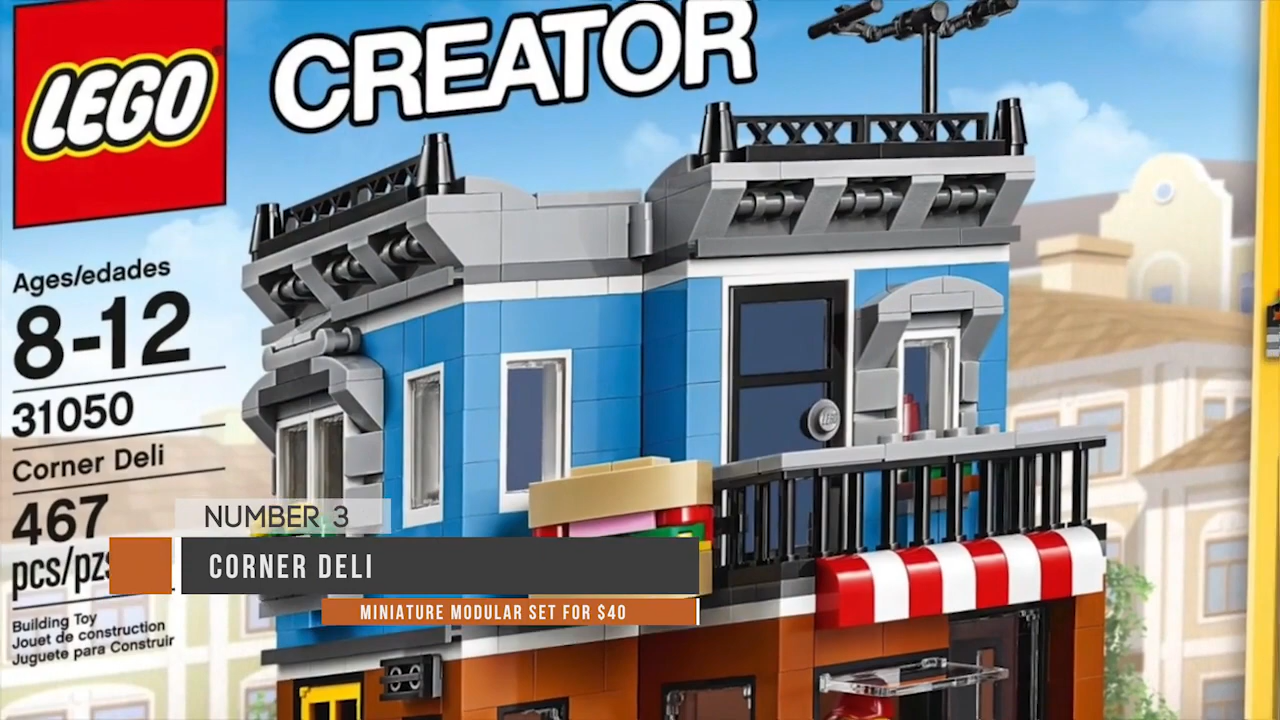 LEGO
CREATOR
Ages/edades
8-12
31050
Corner Deli
467
pcs/pzs
Building Toy
Jouet de construction
Juguete para Construir
NUMBER 3
CORNER DELI
MINIATURE MODULAR SET FOR $40
LEGO